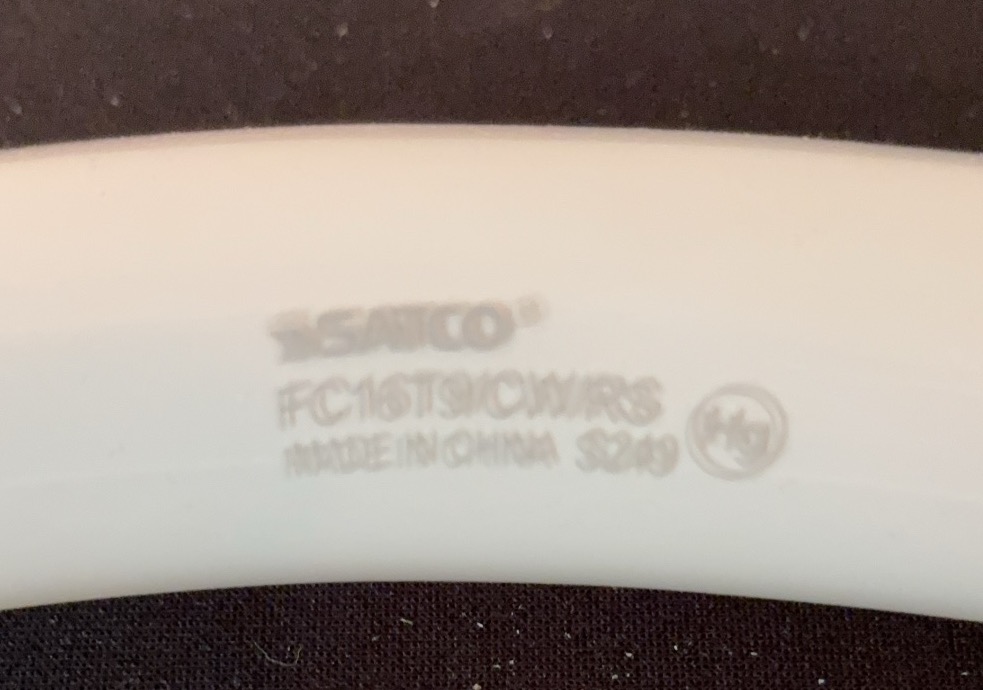 SATCO®
FC16T9/CW/RS
MADE IN CHINA S249
Hg